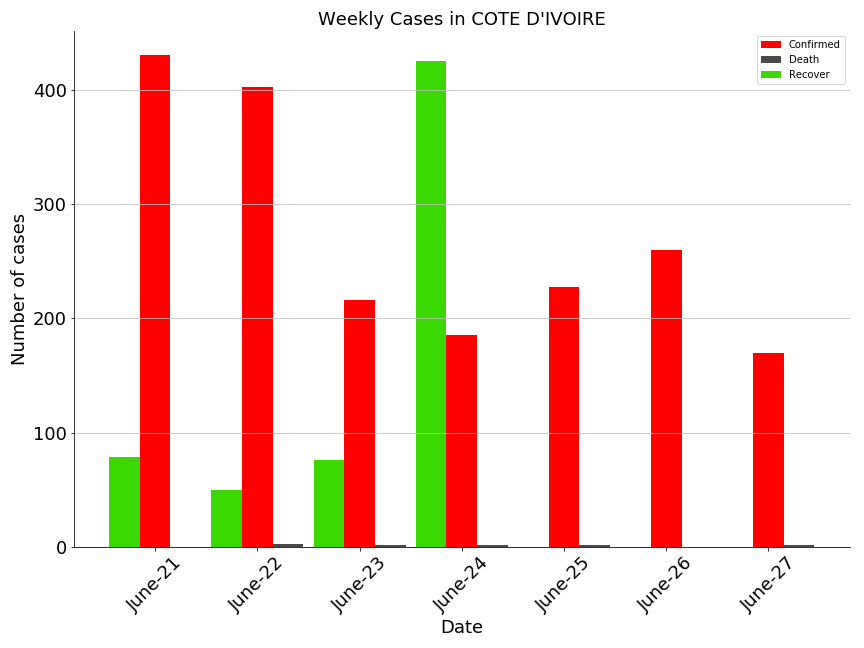 Weekly Cases in COTE D'IVOIRE
Confirmed
Death
Recover
Number of cases
400
300
200
100
0
June-21
June-22
June-23
June-24
June-25
June-26
June-27
Date